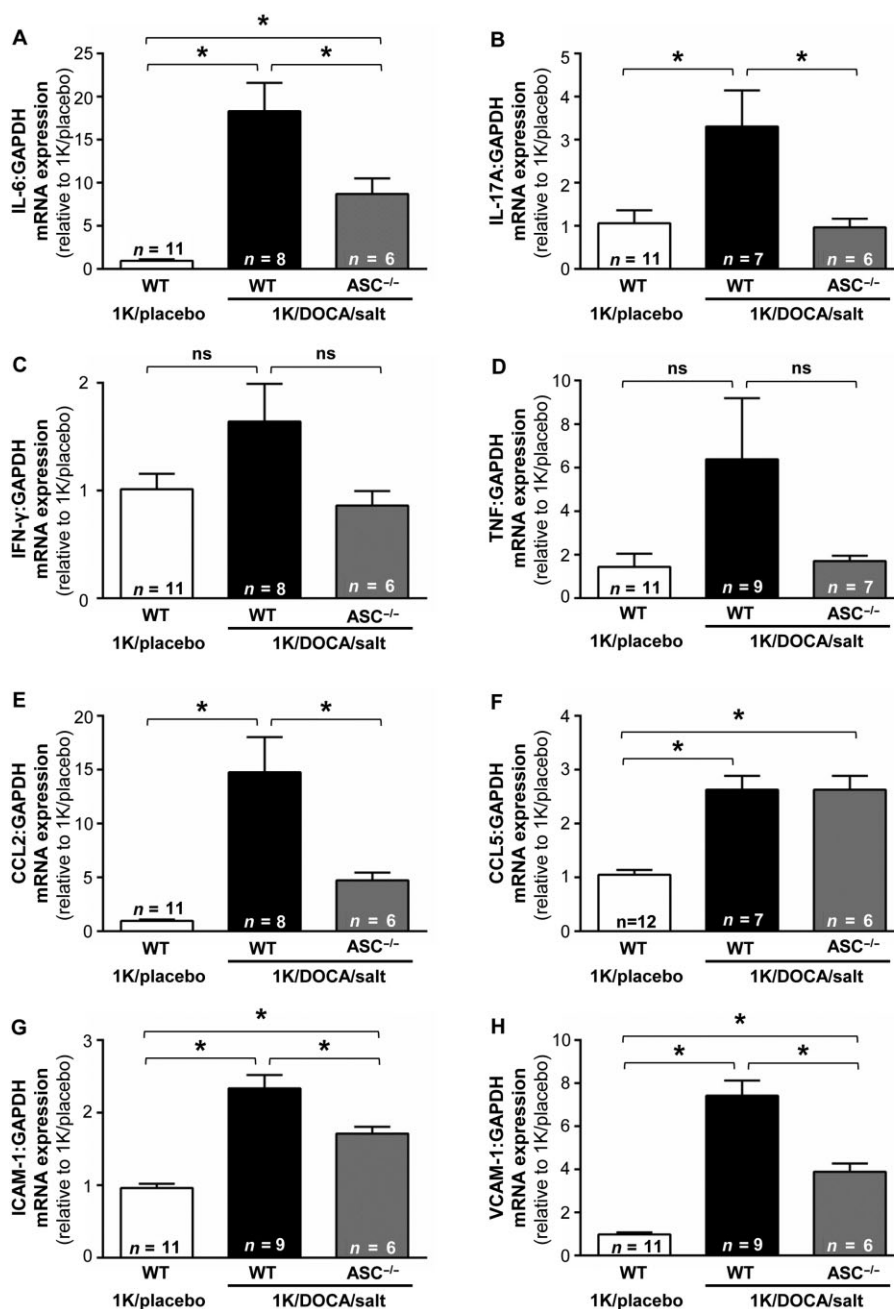 A
IL-6:GAPDH
mRNA expression
(relative to 1K/placebo)
25
20
15
10
5
0
*
*
*
n = 11
n = 8
n = 6
WT
WT
ASC−/−
1K/placebo
1K/DOCA/salt
B
IL-17A:GAPDH
mRNA expression
(relative to 1K/placebo)
5
4
3
2
1
0
*
*
n = 11
n = 7
n = 6
WT
WT
ASC−/−
1K/placebo
1K/DOCA/salt
C
IFN-γ:GAPDH
mRNA expression
(relative to 1K/placebo)
2
1
0
ns
ns
n = 11
n = 8
n = 6
WT
WT
ASC−/−
1K/placebo
1K/DOCA/salt
D
TNF:GAPDH
mRNA expression
(relative to 1K/placebo)
10
8
6
4
2
0
ns
ns
n = 11
n = 9
n = 7
WT
WT
ASC−/−
1K/placebo
1K/DOCA/salt
E
CCL2:GAPDH
mRNA expression
(relative to 1K/placebo)
20
15
10
5
0
*
*
n = 11
n = 8
n = 6
WT
WT
ASC−/−
1K/placebo
1K/DOCA/salt
F
CCL5:GAPDH
mRNA expression
(relative to 1K/placebo)
4
3
2
1
0
*
*
n=12
n = 7
n = 6
WT
WT
ASC−/−
1K/placebo
1K/DOCA/salt
G
ICAM-1:GAPDH
mRNA expression
(relative to 1K/placebo)
3
2
1
0
*
*
*
n = 11
n = 9
n = 6
WT
WT
ASC−/−
1K/placebo
1K/DOCA/salt
H
VCAM-1:GAPDH
mRNA expression
(relative to 1K/placebo)
10
8
6
4
2
0
*
*
*
n = 11
n = 9
n = 6
WT
WT
ASC−/−
1K/placebo
1K/DOCA/salt